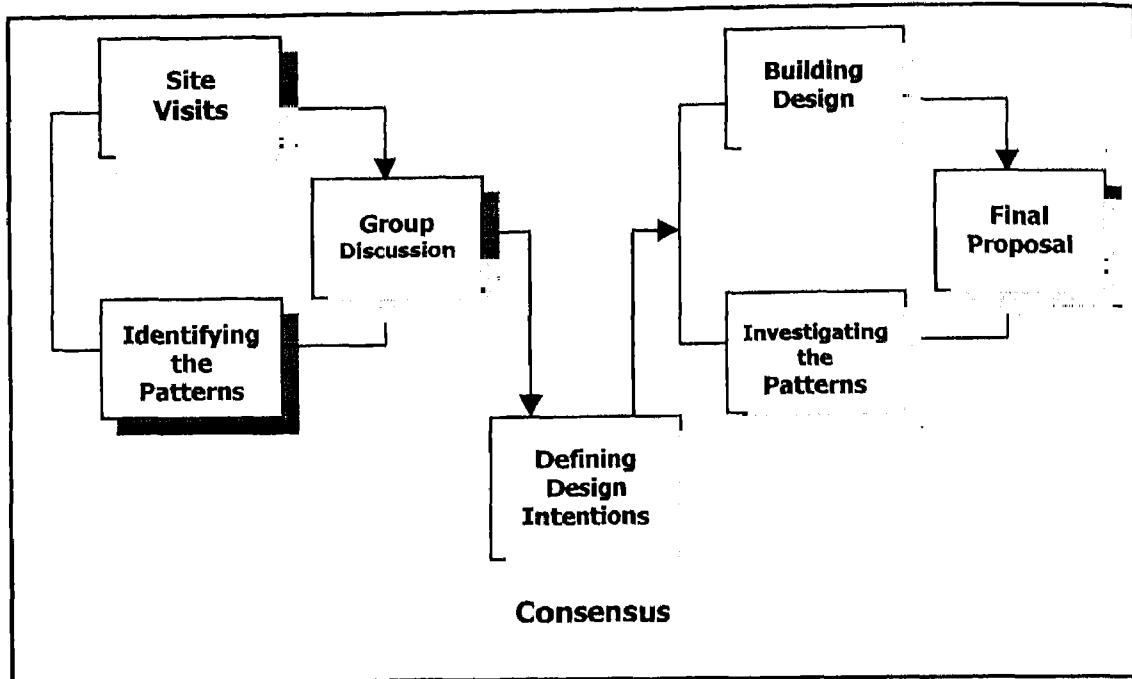 Site
Visits
Group
Discussion
Identifying
the
Patterns
Defining
Design
Intentions
Consensus
Building
Design
Investigating
the
Patterns
Final
Proposal